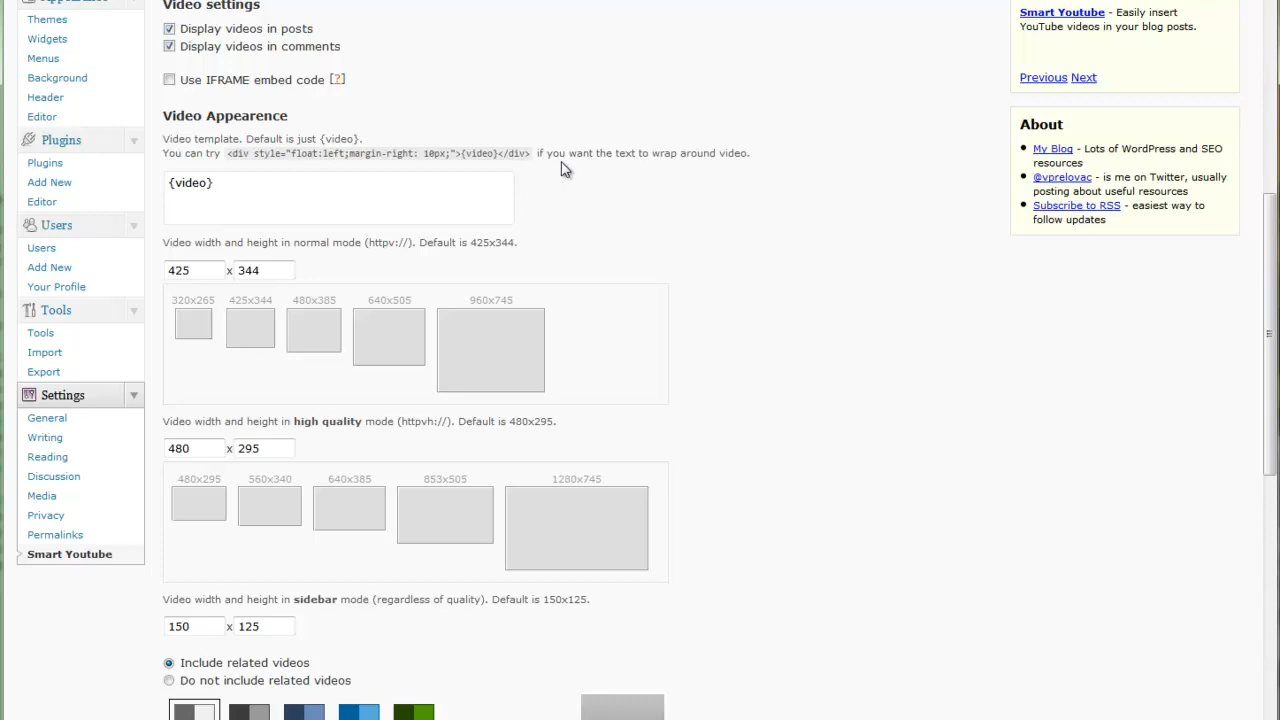 Appearance
Themes
Widgets
Menus
Background
Header
Editor
Plugins
Plugins
Add New
Editor
Users
Users
Add New
Your Profile
Tools
Tools
Import
Export
Settings
General
Writing
Reading
Discussion
Media
Privacy
Permalinks
Smart Youtube
Video settings
Display videos in posts
Display videos in comments
Use IFRAME embed code [?]
Video Appearence
Video template. Default is just {video}.
You can try <div style="float:left;margin-right: 10px;">{video}</div> if you want the text to wrap around video.
{video}
Video width and height in normal mode (httpv://). Default is 425x344.
425 x 344
320x265 425x344 480x385 640x505 960x745
Video width and height in high quality mode (httpvh://). Default is 480x295.
480 x 295
480x295 560x340 640x385 853x505 1280x745
Video width and height in sidebar mode (regardless of quality). Default is 150x125.
150 x 125
Include related videos
Do not include related videos
Smart Youtube - Easily insert
YouTube videos in your blog posts.
Previous Next
About
My Blog - Lots of WordPress and SEO
resources
@vprelovac - is me on Twitter, usually
posting about useful resources
Subscribe to RSS - easiest way to
follow updates